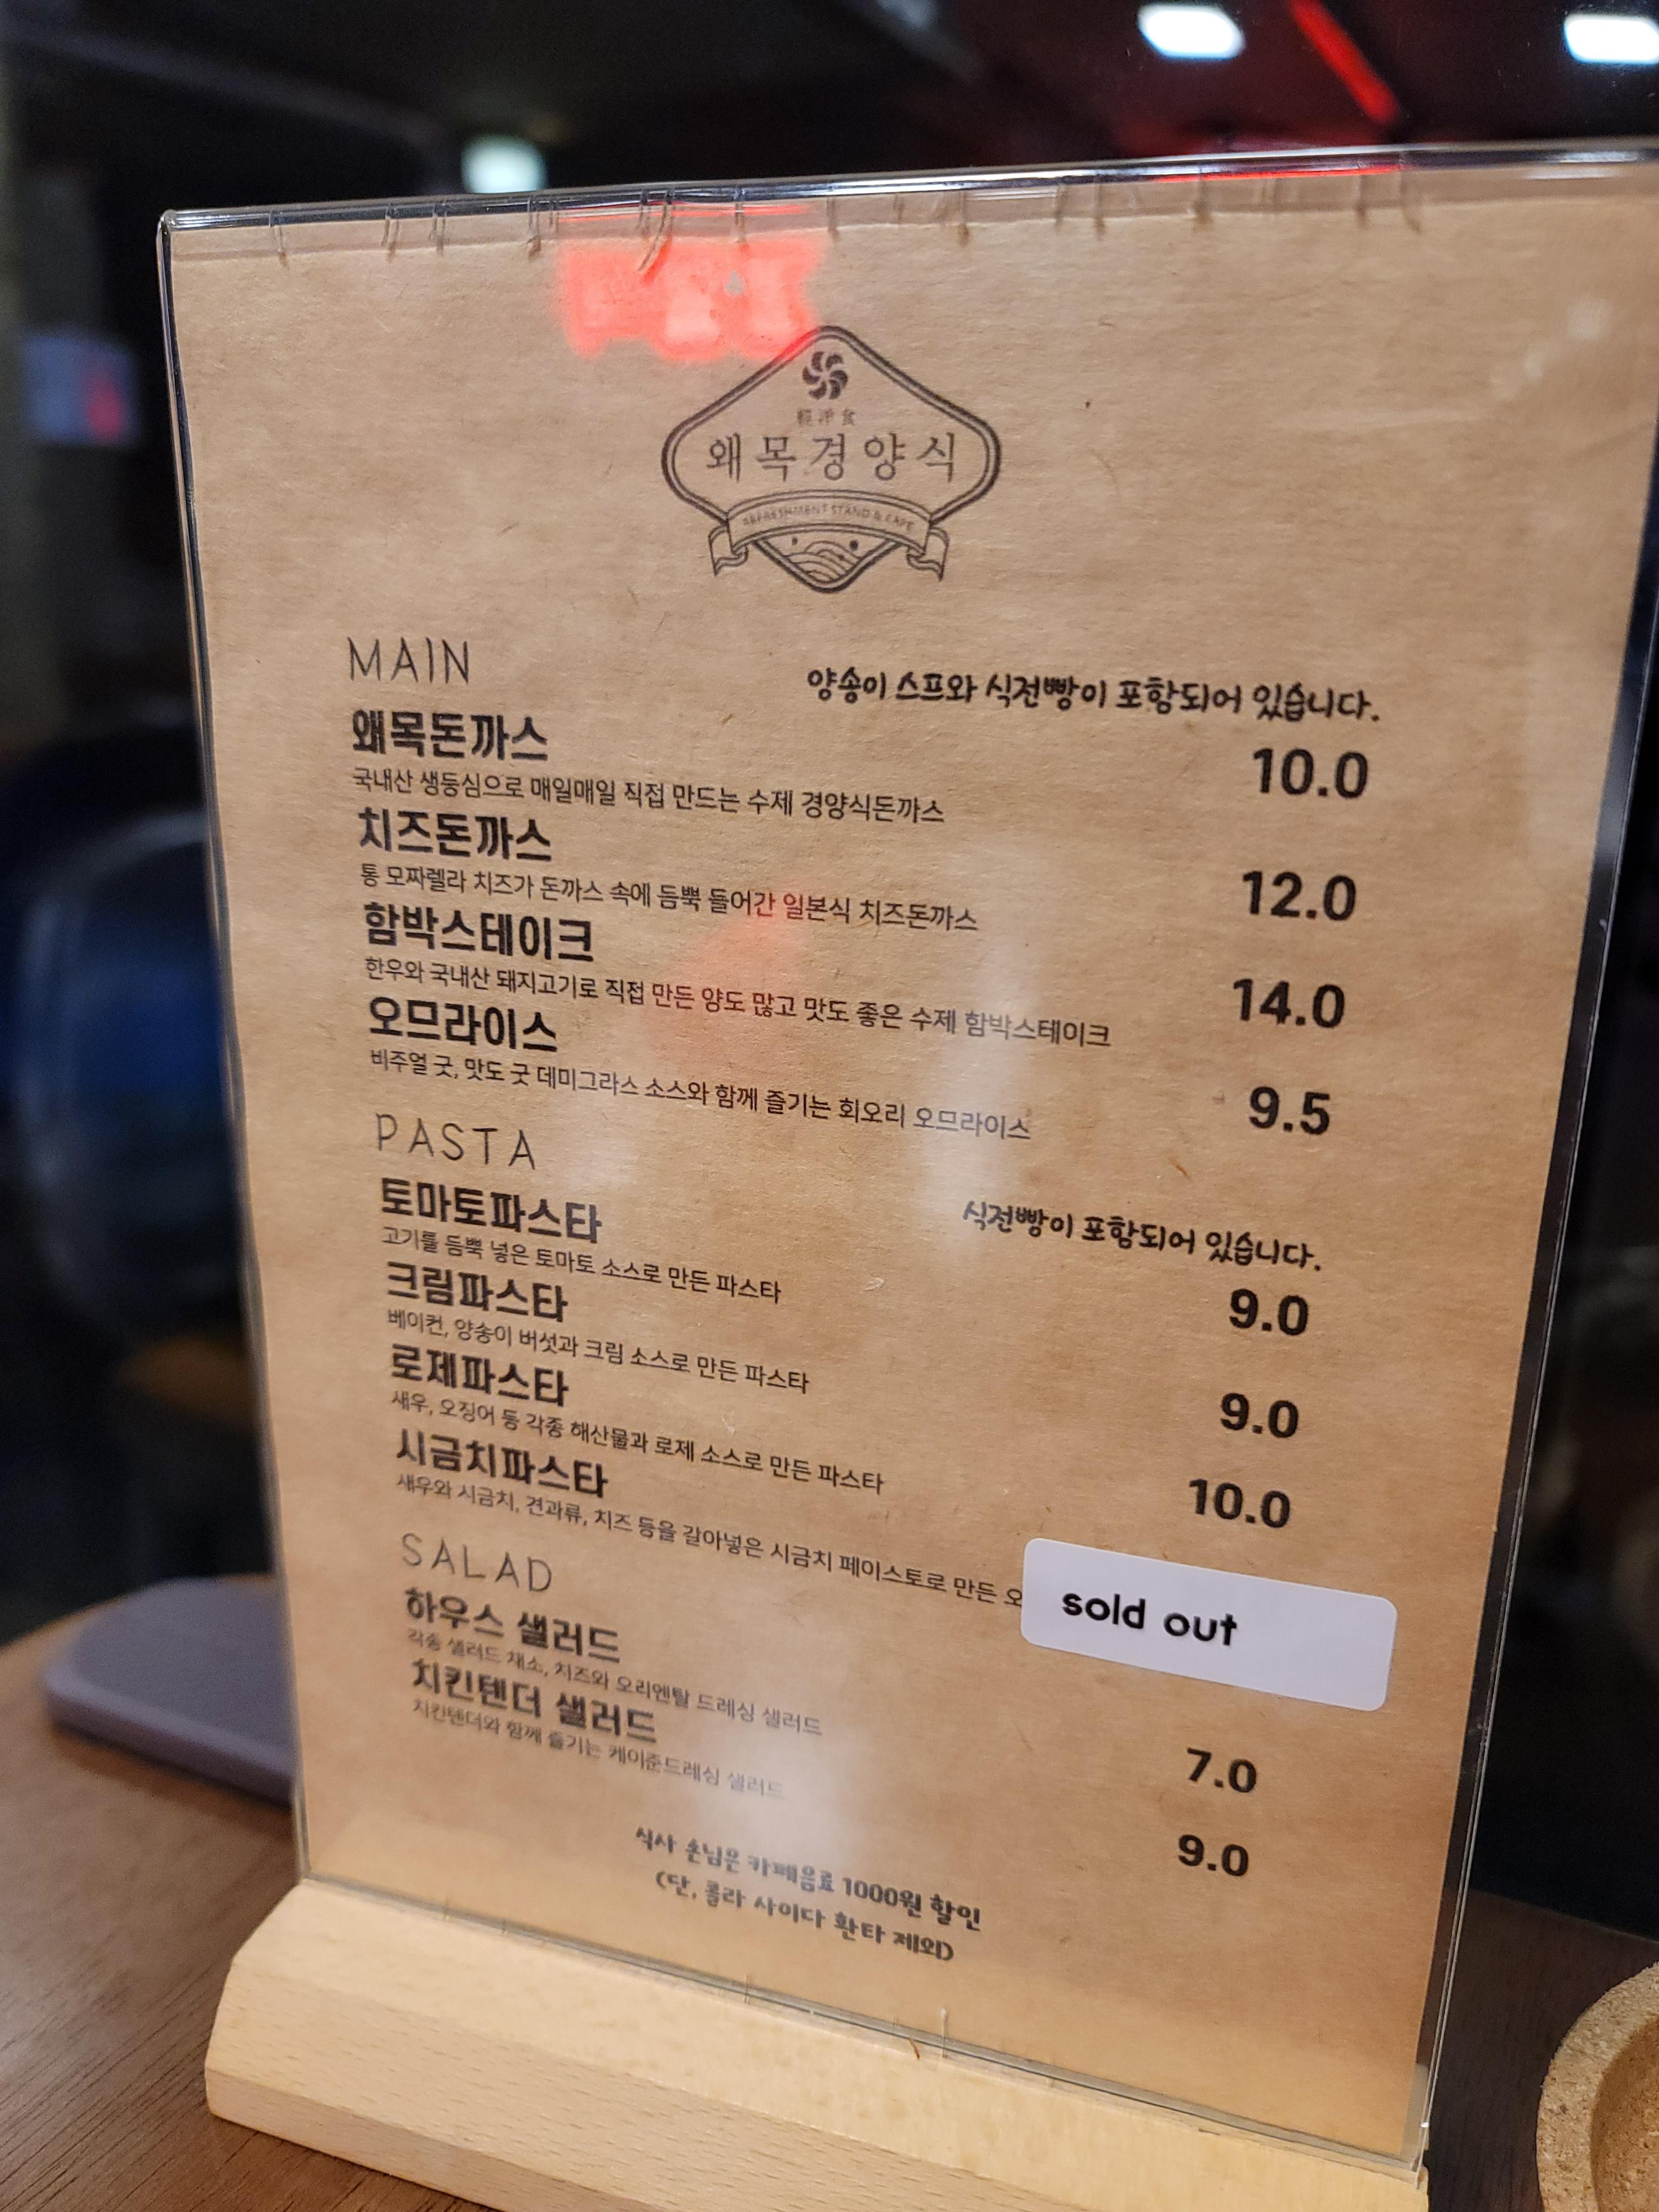 輕洋食
왜목경양식
REFRESHMENT STAND & CAFE
MAIN
양송이 스프와 식전빵이 포함되어 있습니다.
왜목돈까스 10.0
국내산 생등심으로 매일매일 직접 만드는 수제 경양식돈까스
치즈돈까스 12.0
통 모짜렐라 치즈가 돈까스 속에 듬뿍 들어간 일본식 치즈돈까스
함박스테이크 14.0
한우와 국내산 돼지고기로 직접 만든 양도 많고 맛도 좋은 수제 함박스테이크
오므라이스 9.5
비주얼 굿, 맛도 굿 데미그라스 소스와 함께 즐기는 회오리 오므라이스
PASTA
식전빵이 포함되어 있습니다.
토마토파스타 9.0
고기를 듬뿍 넣은 토마토 소스로 만든 파스타
크림파스타 9.0
베이컨, 양송이 버섯과 크림 소스로 만든 파스타
로제파스타 10.0
새우, 오징어 등 각종 해산물과 로제 소스로 만든 파스타
시금치파스타 sold out
새우와 시금치, 견과류, 치즈 등을 갈아넣은 시금치 페이스토로 만든 오
SALAD
하우스 샐러드 7.0
각종 샐러드 채소, 치즈와 오리엔탈 드레싱 샐러드
치킨텐더 샐러드 9.0
치킨텐더와 함께 즐기는 케이준드레싱 샐러드
식사 손님은 카페음료 1000원 할인
(단, 콜라 사이다 환타 제외)